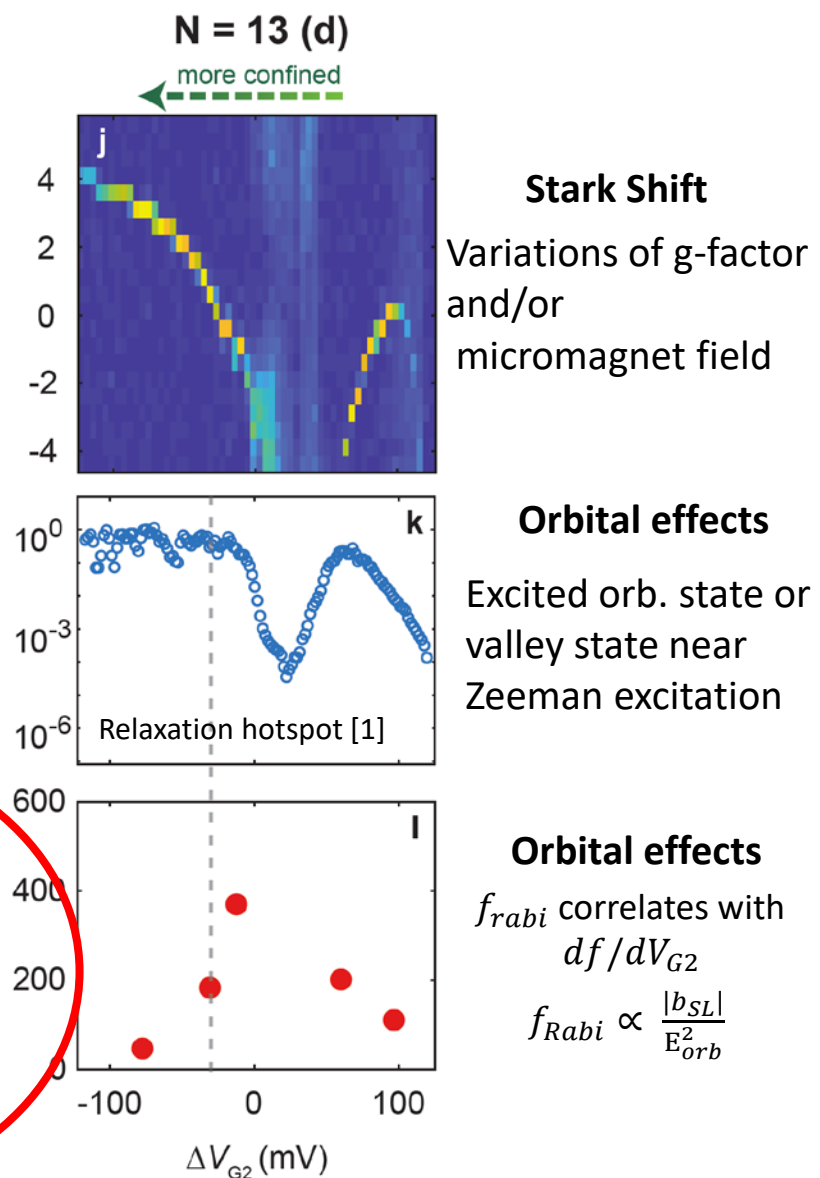 N = 13 (d)
more confined
j
4
2
0
-2
-4
Stark Shift
Variations of g-factor
and/or
micromagnet field
k
10^0
10^-3
10^-6
Relaxation hotspot [1]
Orbital effects
Excited orb. state or
valley state near
Zeeman excitation
l
600
400
200
0
-100 0 100
ΔV_G2 (mV)
Orbital effects
f_rabi correlates with
df/dV_G2
f_Rabi ∝ |b_SL| / E_orb^2